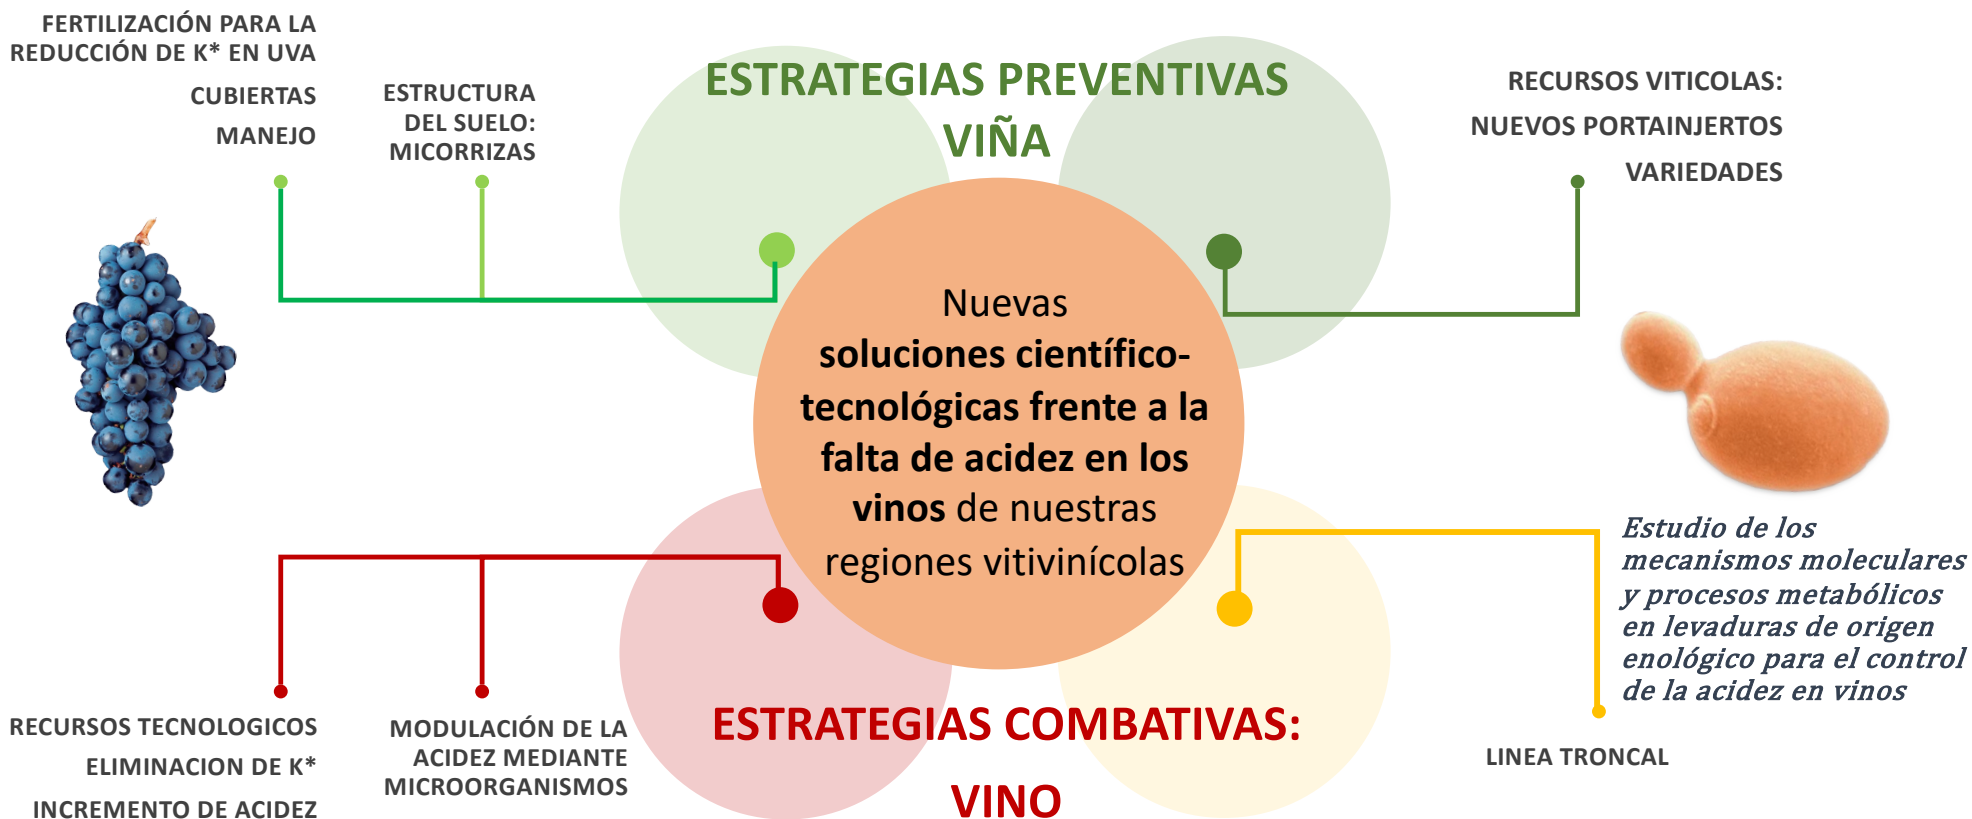 FERTILIZACIÓN PARA LA
REDUCCIÓN DE K* EN UVA
CUBIERTAS
MANEJO
ESTRUCTURA
DEL SUELO:
MICORRIZAS
ESTRATEGIAS PREVENTIVAS
VIÑA
RECURSOS VITICOLAS:
NUEVOS PORTAINJERTOS
VARIEDADES
Nuevas
soluciones científico-
tecnológicas frente a la
falta de acidez en los
vinos de nuestras
regiones vitivinícolas
Estudio de los
mecanismos moleculares
y procesos metabólicos
en levaduras de origen
enológico para el control
de la acidez en vinos
RECURSOS TECNOLOGICOS
ELIMINACION DE K*
INCREMENTO DE ACIDEZ
MODULACIÓN DE LA
ACIDEZ MEDIANTE
MICROORGANISMOS
ESTRATEGIAS COMBATIVAS:
VINO
LINEA TRONCAL